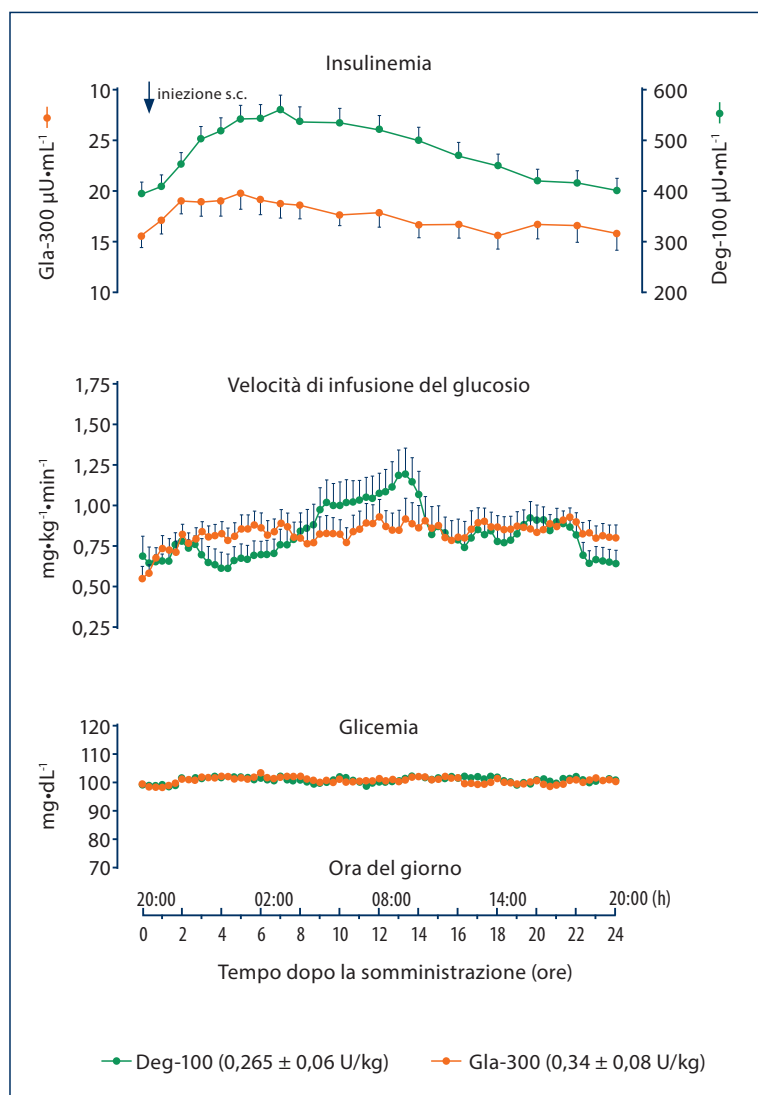 Insulinemia
iniezione s.c.
Gla-300 µU•mL⁻¹
10
25
20
15
10
600
500
400
300
200
Deg-100 µU•mL⁻¹
Velocità di infusione del glucosio
mg•kg⁻¹•min⁻¹
1,75
1,50
1,25
1,00
0,75
0,50
0,25
Glicemia
mg•dL⁻¹
120
110
100
90
80
70
Ora del giorno
20:00 02:00 08:00 14:00 20:00 (h)
0 2 4 6 8 10 12 14 16 18 20 22 24
Tempo dopo la somministrazione (ore)
Deg-100 (0,265 ± 0,06 U/kg) Gla-300 (0,34 ± 0,08 U/kg)